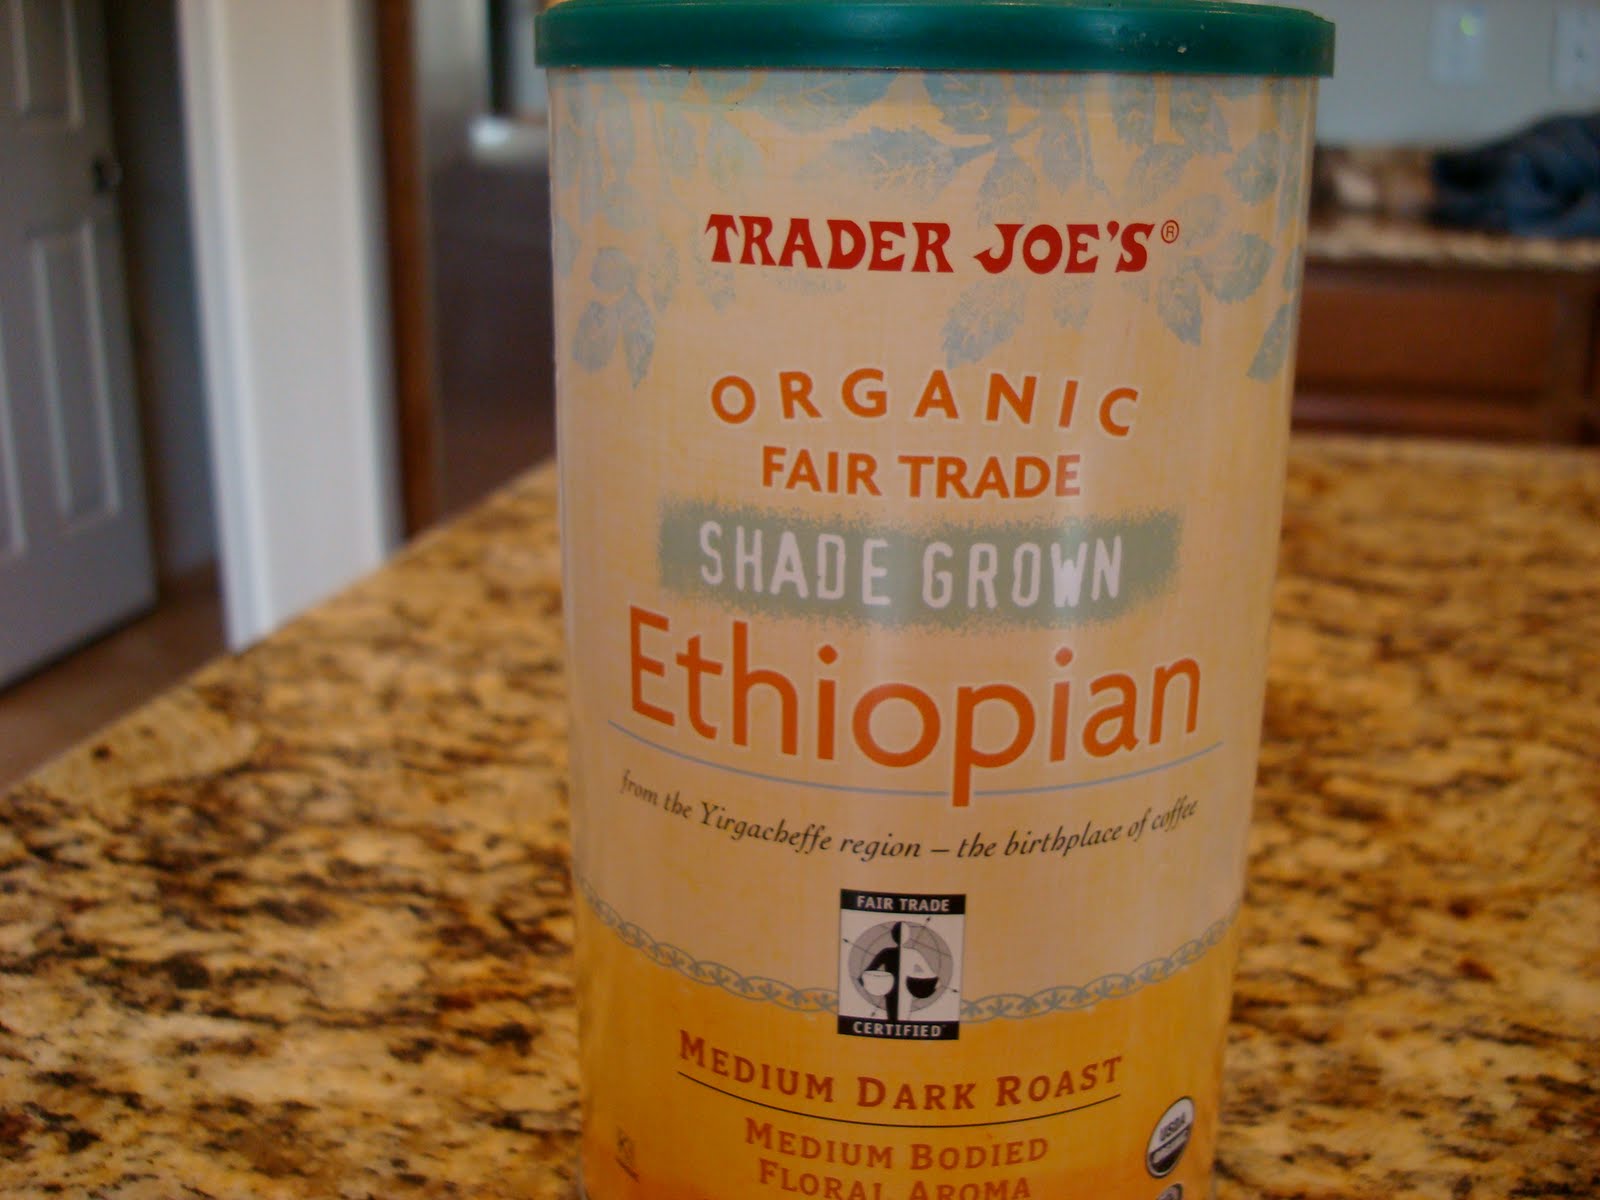 TRADER JOE'S®
ORGANIC
FAIR TRADE
SHADE GROWN
Ethiopian
from the Yirgacheffe region – the birthplace of coffee
FAIR TRADE
CERTIFIED
MEDIUM DARK ROAST
MEDIUM BODIED
FLORAL AROMA
USDA